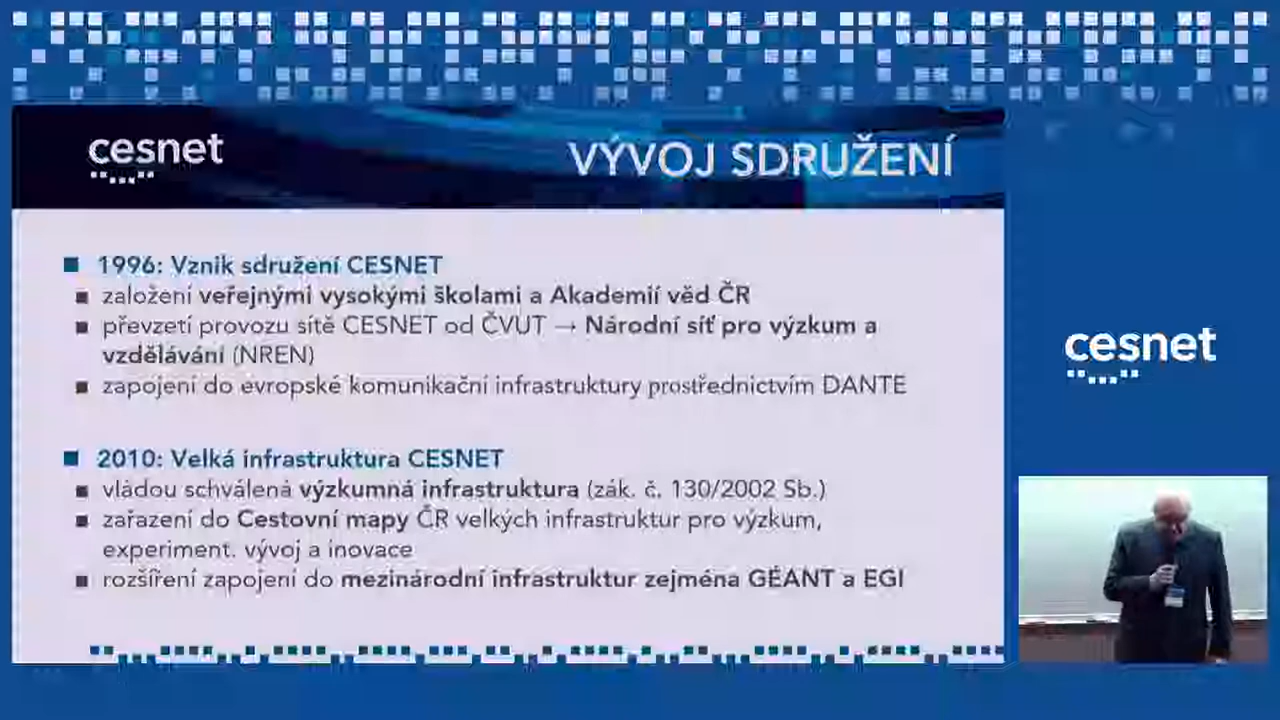 cesnet
VÝVOJ SDRUŽENÍ
1996: Vznik sdružení CESNET
založení veřejnými vysokými školami a Akademií věd ČR
převzetí provozu sítě CESNET od ČVUT → Národní síť pro výzkum a
vzdělávání (NREN)
zapojení do evropské komunikační infrastruktury prostřednictvím DANTE
2010: Velká infrastruktura CESNET
vládou schválená výzkumná infrastruktura (zák. č. 130/2002 Sb.)
zařazení do Cestovní mapy ČR velkých infrastruktur pro výzkum,
experiment. vývoj a inovace
rozšíření zapojení do mezinárodní infrastruktur zejména GÉANT a EGI
cesnet